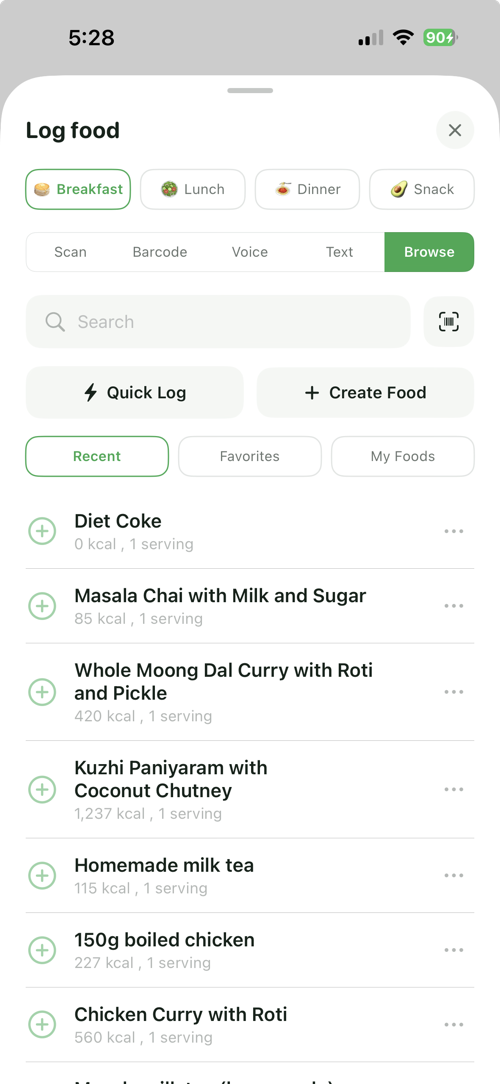 5:28
90
Log food
Breakfast
Lunch
Dinner
Snack
Scan
Barcode
Voice
Text
Browse
Search
Quick Log
Create Food
Recent
Favorites
My Foods
Diet Coke
0 kcal , 1 serving
Masala Chai with Milk and Sugar
85 kcal , 1 serving
Whole Moong Dal Curry with Roti
and Pickle
420 kcal , 1 serving
Kuzhi Paniyaram with
Coconut Chutney
1,237 kcal , 1 serving
Homemade milk tea
115 kcal , 1 serving
150g boiled chicken
227 kcal , 1 serving
Chicken Curry with Roti
560 kcal , 1 serving